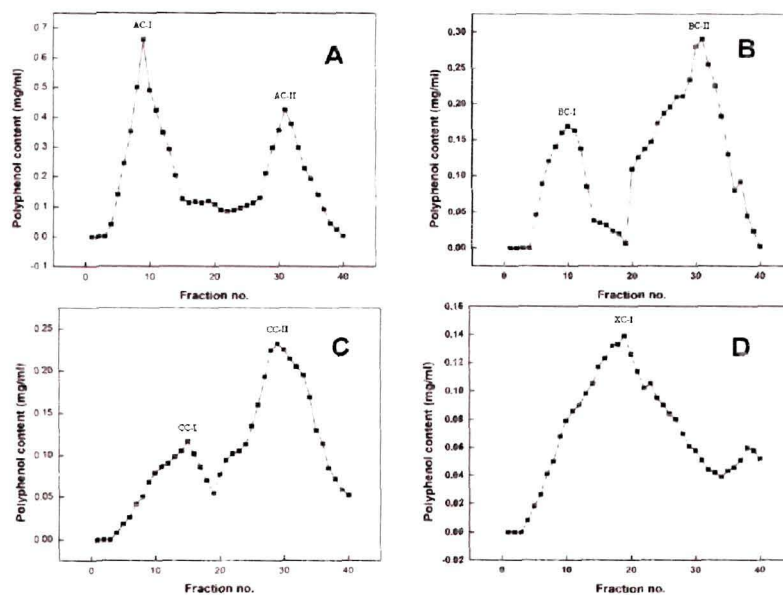 A
AC-I
AC-II
Polyphenol content (mg/ml)
0.7
0.6
0.5
0.4
0.3
0.2
0.1
0.0
-0.1
0
10
20
30
40
Fraction no.
B
BC-I
BC-II
Polyphenol content (mg/ml)
0.30
0.25
0.20
0.15
0.10
0.05
0.00
0
10
20
30
40
Fraction no.
C
CC-I
CC-II
Polyphenol content (mg/ml)
0.25
0.20
0.15
0.10
0.05
0.00
0
10
20
30
40
Fraction no.
D
XC-I
Polyphenol content (mg/ml)
0.16
0.14
0.12
0.10
0.08
0.06
0.04
0.02
0.00
-0.02
0
10
20
30
40
Fraction no.